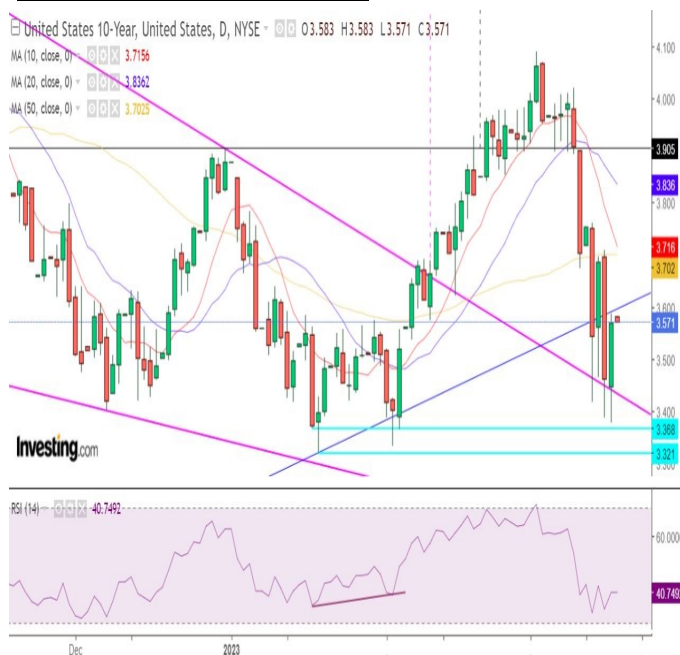 United States 10-Year, United States, D, NYSE O3.583 H3.583 L3.571 C3.571
MA (10, close, 0) 3.7156
MA (20, close, 0) 3.8362
MA (50, close, 0) 3.7025
4.100
4.000
3.905
3.836
3.800
3.716
3.702
3.600
3.571
3.500
3.400
3.368
3.321
3.300
Investing.com
RSI (14) 40.7492
60.0000
40.7492
Dec
2023